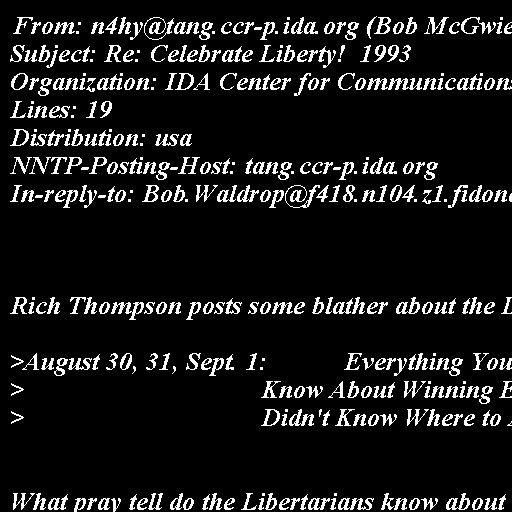 From: n4hy@tang.ccr-p.ida.org (Bob McGwie
Subject: Re: Celebrate Liberty!  1993
Organization: IDA Center for Communications
Lines: 19
Distribution: usa
NNTP-Posting-Host: tang.ccr-p.ida.org
In-reply-to: Bob.Waldrop@f418.n104.z1.fidone
Rich Thompson posts some blather about the L
>August 30, 31, Sept. 1: Everything You
> Know About Winning E
> Didn't Know Where to A
What pray tell do the Libertarians know about